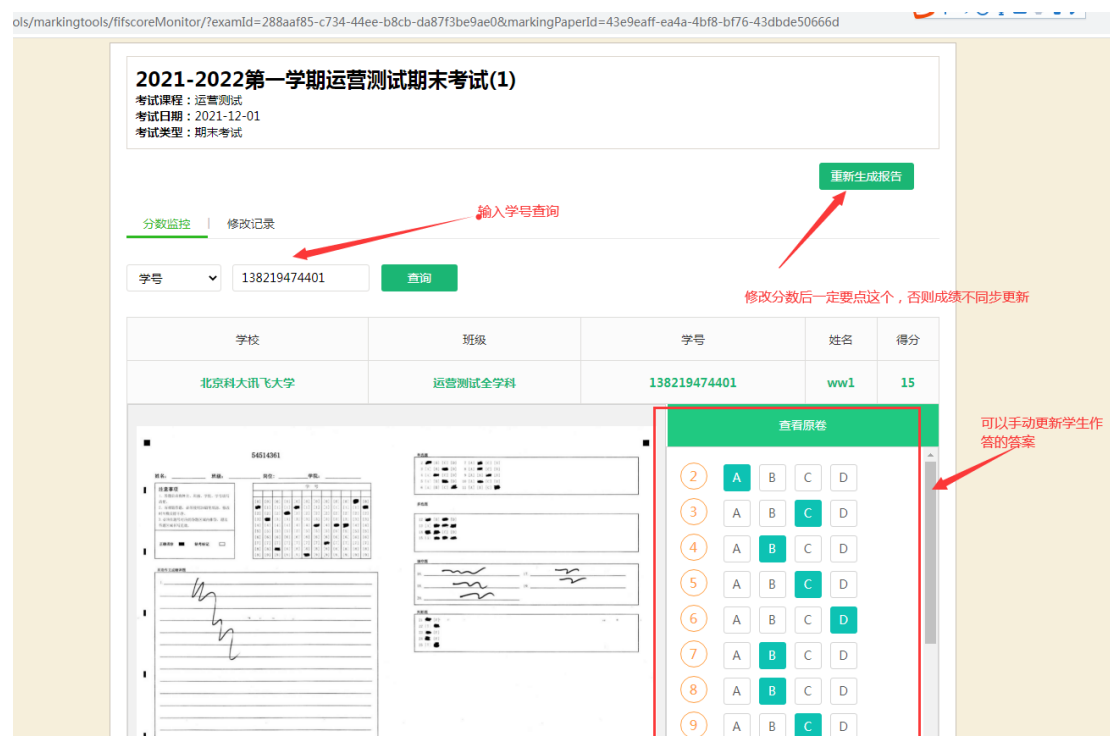 ols/markingtools/fifscoreMonitor/?examId=288aaf85-c734-44ee-b8cb-da87f3be9ae0&markingPaperId=43e9eaff-ea4a-4bf8-bf76-43dbde50666d
2021-2022第一学期运营测试期末考试(1)
考试课程：运营测试
考试日期：2021-12-01
考试类型：期末考试
重新生成报告
分数监控 | 修改记录
输入学号查询
学号 138219474401 查询
修改分数后一定要点这个，否则成绩不同步更新
学校 班级 学号 姓名 得分
北京科大讯飞大学 运营测试全学科 138219474401 ww1 15
查看原卷
可以手动更新学生作
答的答案
54514361
2 A B C D
3 A B C D
4 A B C D
5 A B C D
6 A B C D
7 A B C D
8 A B C D
9 A B C D